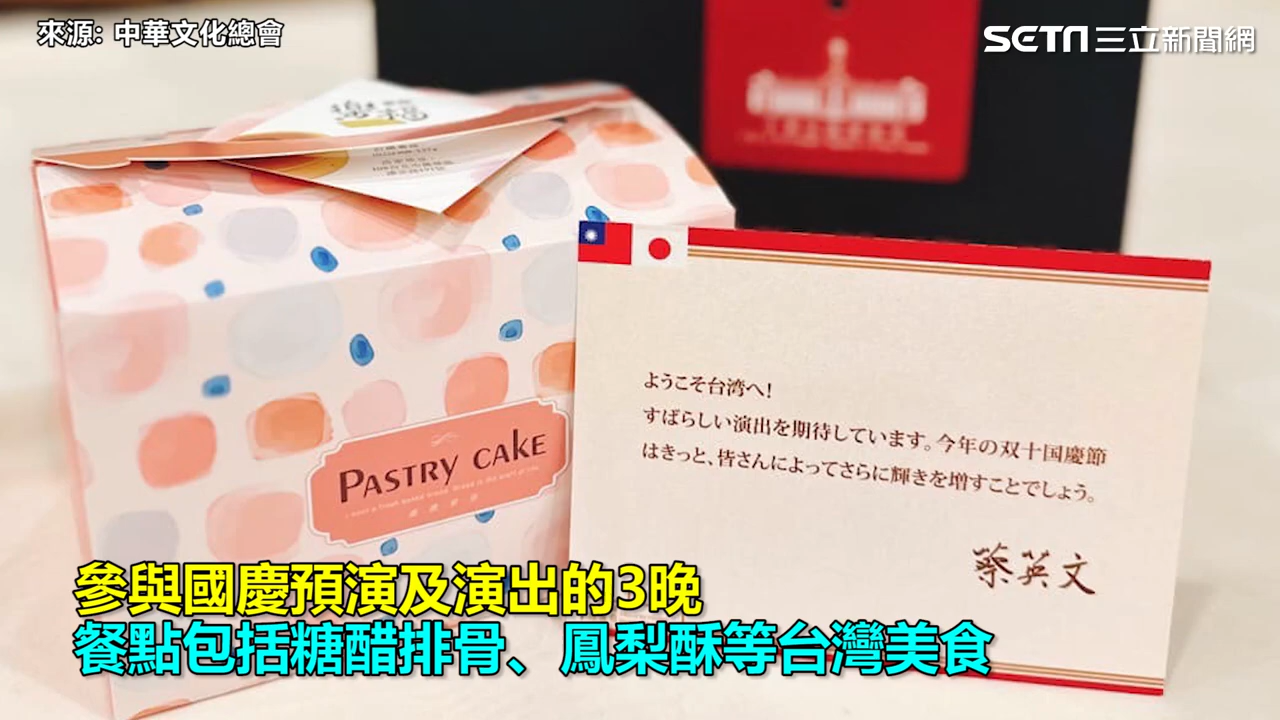 來源: 中華文化總會
SETN三立新聞網
PASTRY CAKE
ようこそ台湾へ!
すばらしい演出を期待しています。今年の双十国慶節
はきっと、皆さんによってさらに輝きを増すことでしょう。
蔡英文
參與國慶預演及演出的3晚
餐點包括糖醋排骨、鳳梨酥等台灣美食